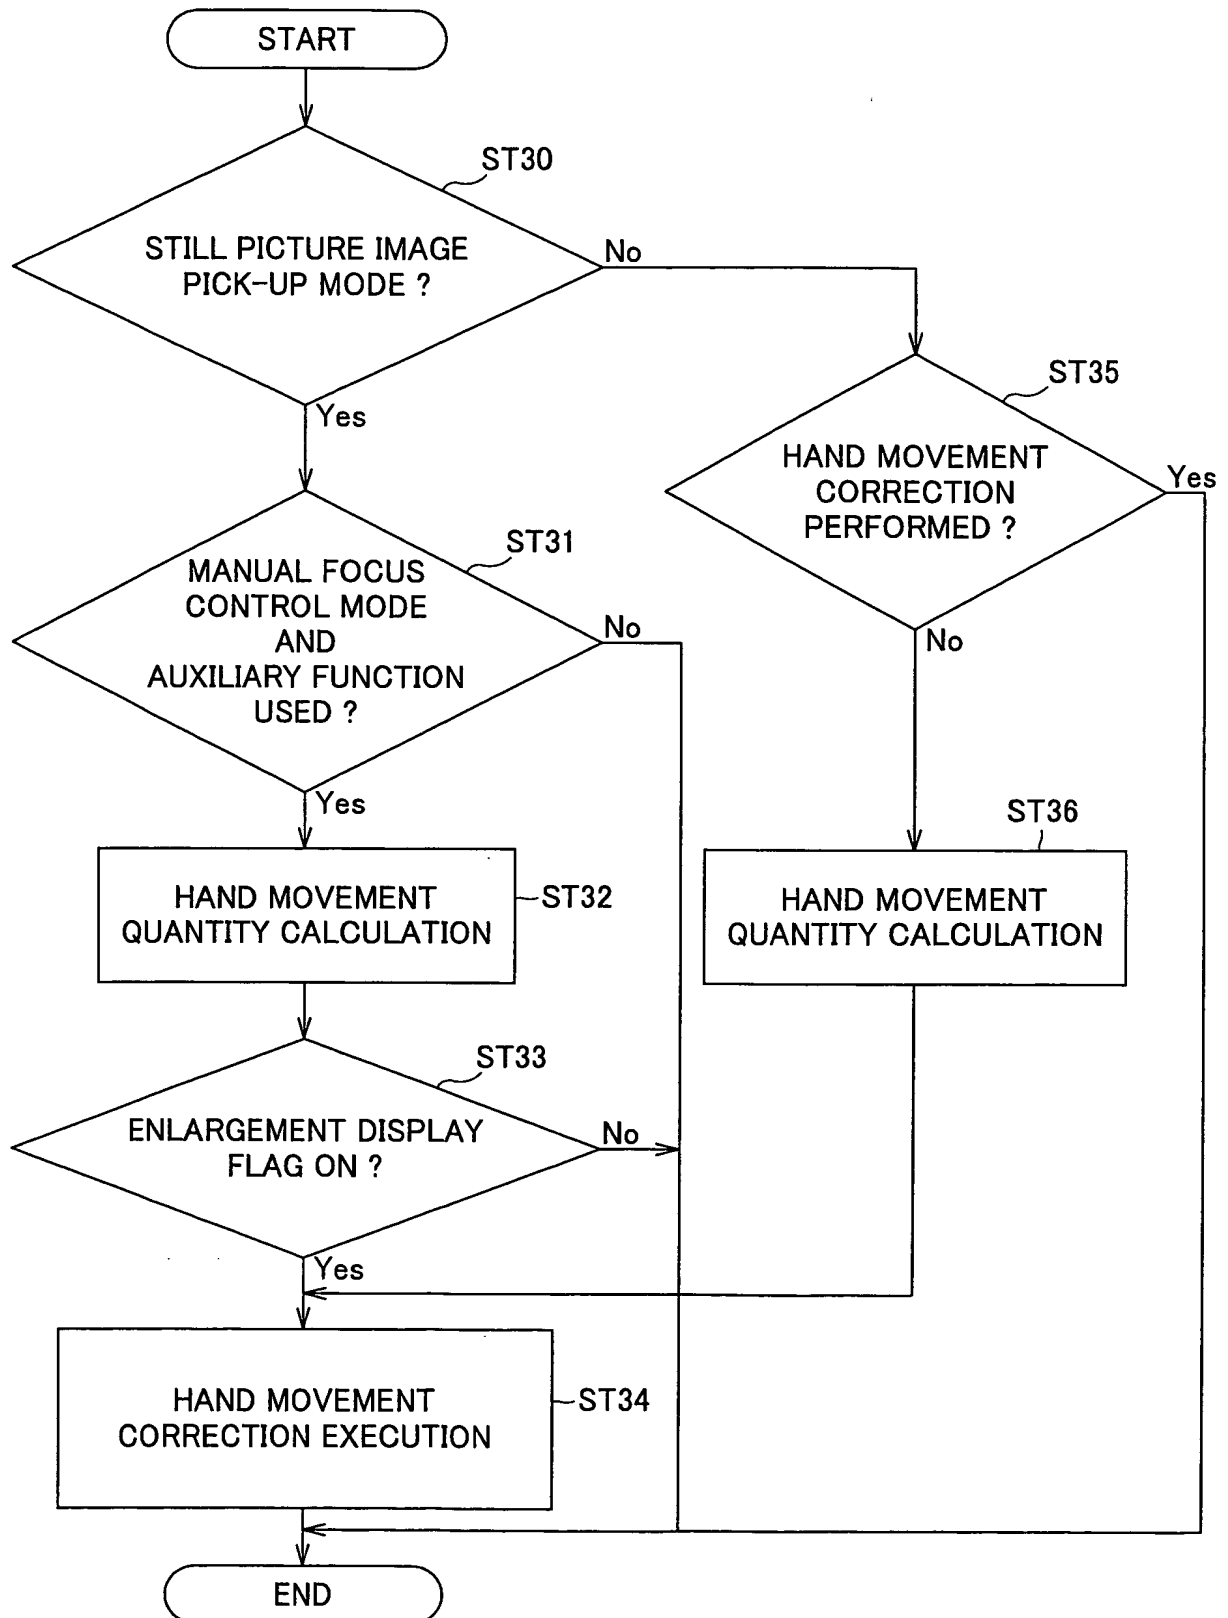 START
ST30
STILL PICTURE IMAGE
PICK-UP MODE ?
No
Yes
ST35
HAND MOVEMENT
CORRECTION
PERFORMED ?
Yes
No
ST31
MANUAL FOCUS
CONTROL MODE
AND
AUXILIARY FUNCTION
USED ?
No
Yes
ST32
HAND MOVEMENT
QUANTITY CALCULATION
ST36
HAND MOVEMENT
QUANTITY CALCULATION
ST33
ENLARGEMENT DISPLAY
FLAG ON ?
No
Yes
ST34
HAND MOVEMENT
CORRECTION EXECUTION
END